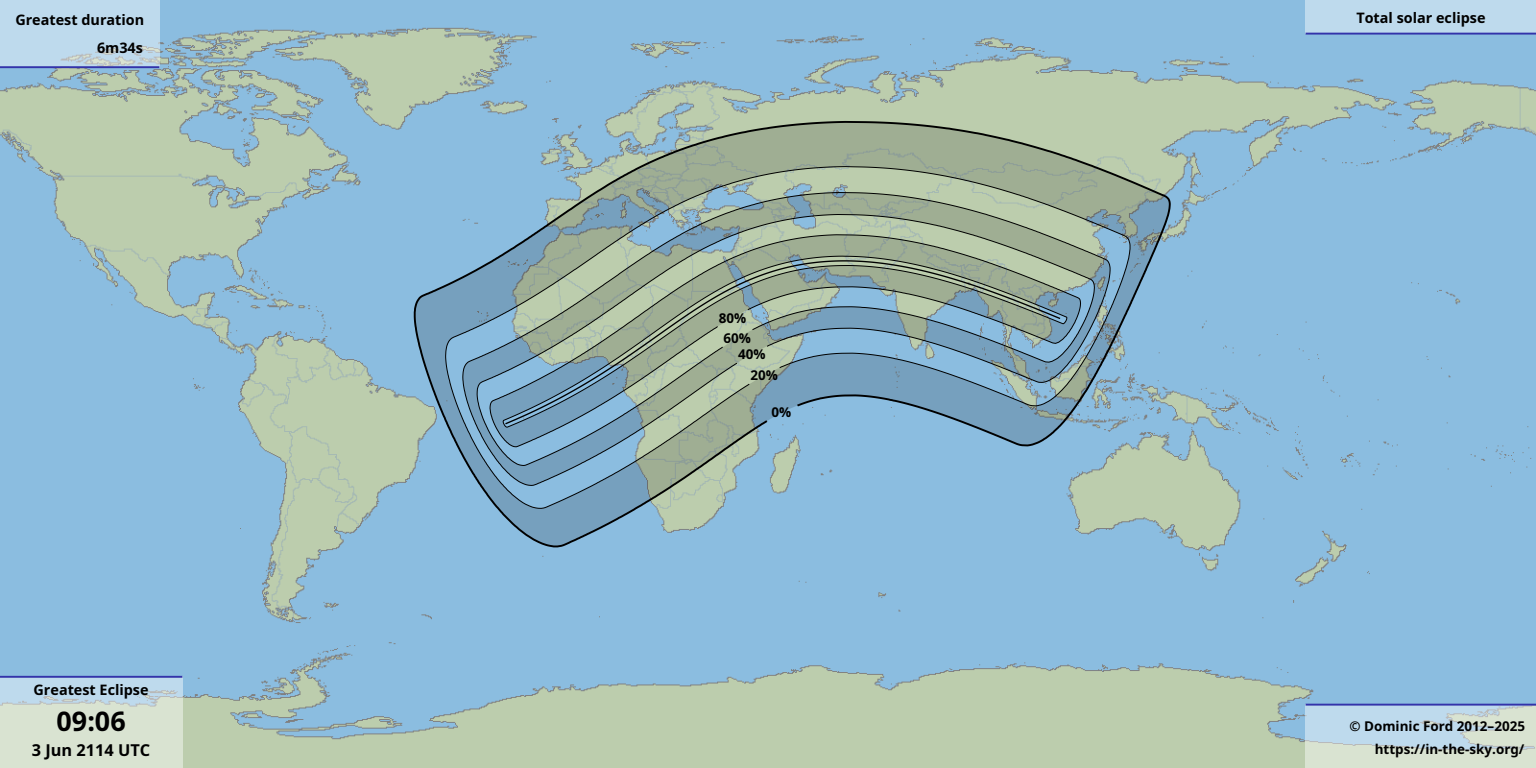 Greatest duration
6m34s
Total solar eclipse
80%
60%
40%
20%
0%
Greatest Eclipse
09:06
3 Jun 2114 UTC
© Dominic Ford 2012–2025
https://in-the-sky.org/